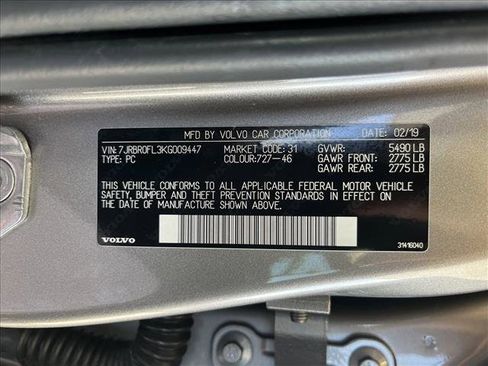 MFD BY VOLVO CAR CORPORATION DATE: 02/19
VIN: 7JRBR0FL3KG009447 MARKET CODE: 31 GVWR: 5490 LB
TYPE: PC COLOUR:727-46 GAWR FRONT: 2775 LB
GAWR REAR: 2775 LB
THIS VEHICLE CONFORMS TO ALL APPLICABLE FEDERAL MOTOR VEHICLE
SAFETY, BUMPER AND THEFT PREVENTION STANDARDS IN EFFECT ON
THE DATE OF MANUFACTURE SHOWN ABOVE.
VOLVO 31416040